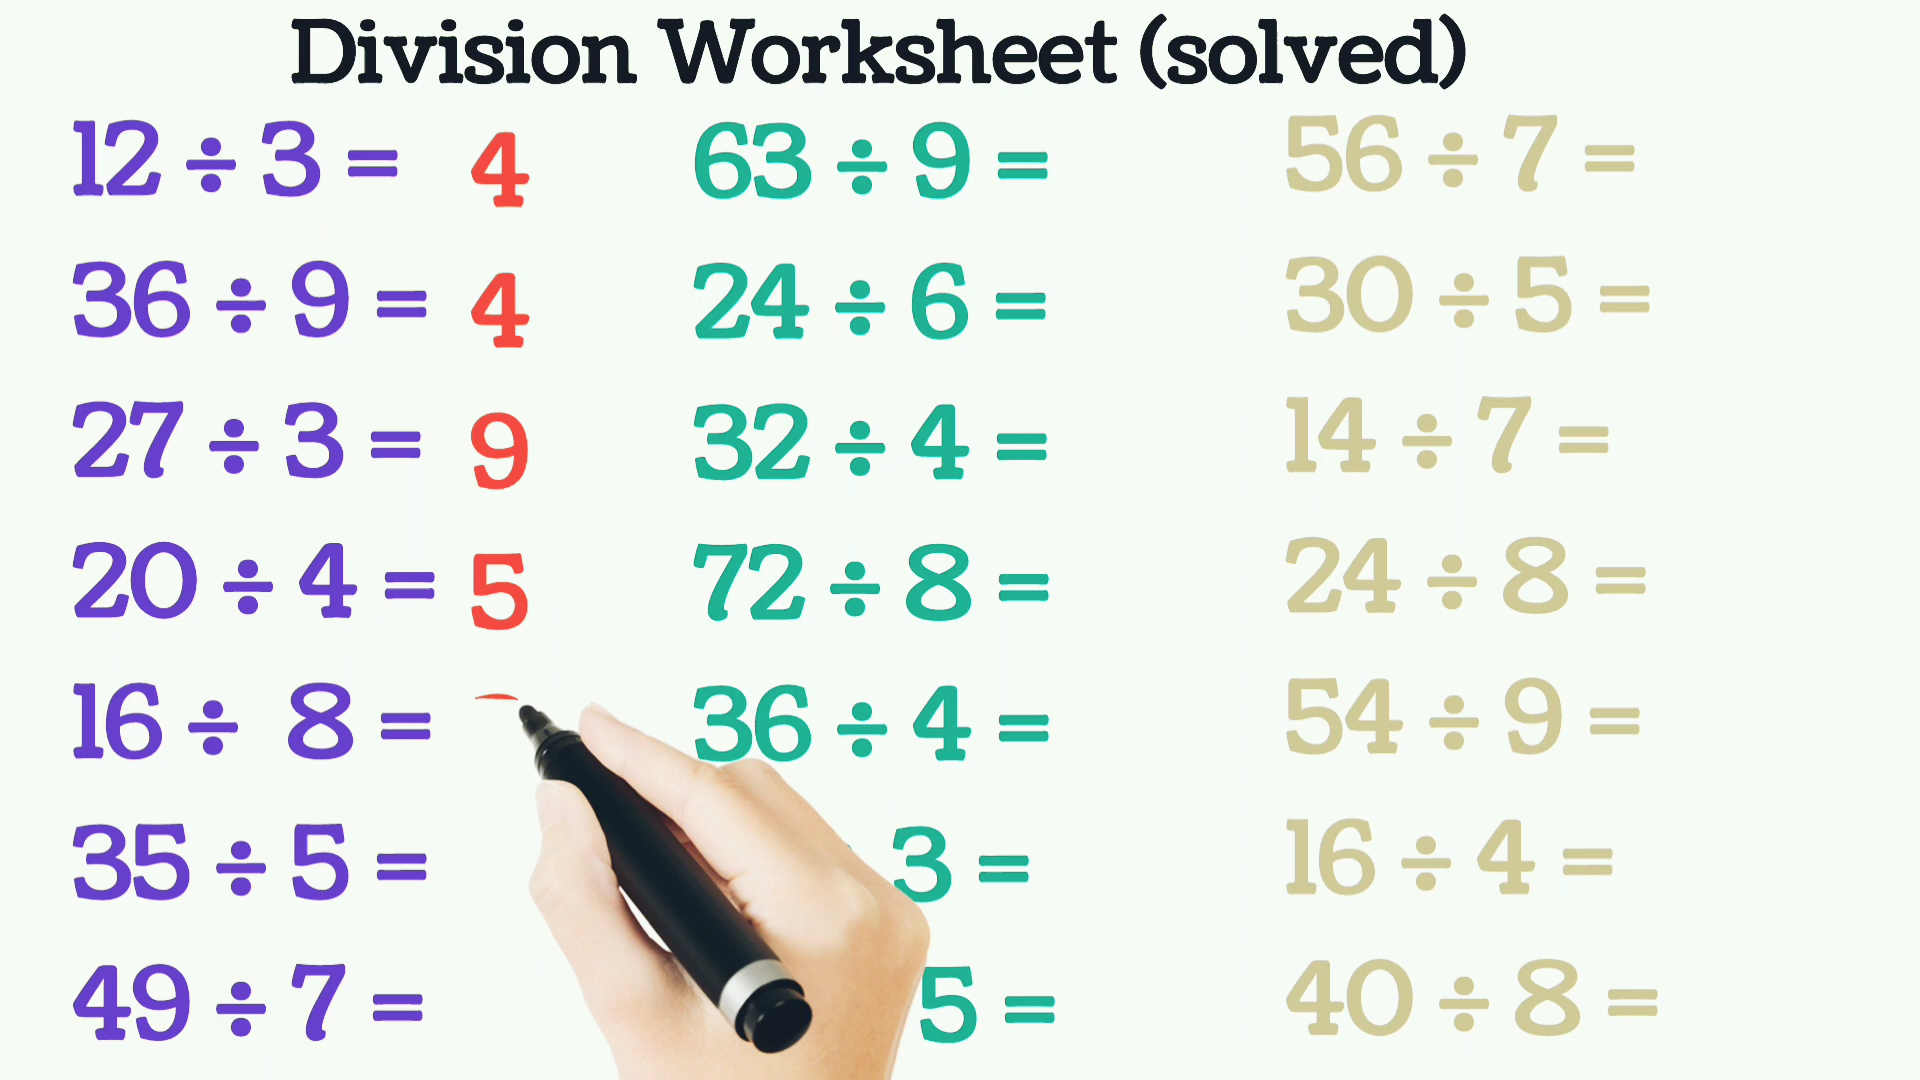 Division Worksheet (solved)
12 ÷ 3 = 4
36 ÷ 9 = 4
27 ÷ 3 = 9
20 ÷ 4 = 5
16 ÷ 8 =
35 ÷ 5 =
49 ÷ 7 =
63 ÷ 9 =
24 ÷ 6 =
32 ÷ 4 =
72 ÷ 8 =
36 ÷ 4 =
3 =
5 =
56 ÷ 7 =
30 ÷ 5 =
14 ÷ 7 =
24 ÷ 8 =
54 ÷ 9 =
16 ÷ 4 =
40 ÷ 8 =